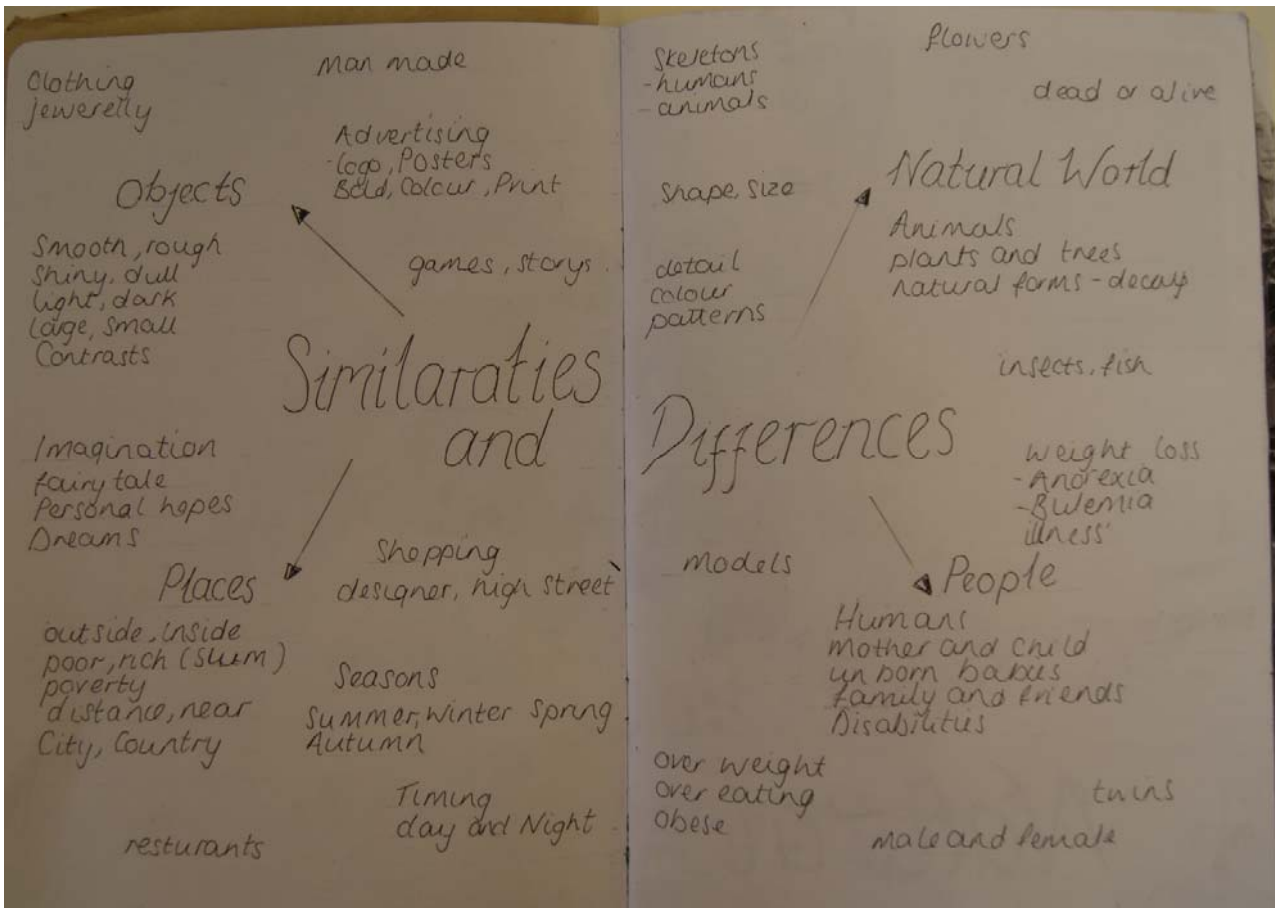 Clothing
jewerelly
Man made
Advertising
-logo, Posters
Bold, Colour, Print
Objects
Smooth, rough
Shiny, dull
light, dark
large, small
Contrasts
games, storys
Similaraties
and
Imagination
fairytale
Personal hopes
Dreams
Places
outside, inside
poor, rich (slum)
poverty
distance, near
City, Country
Shopping
designer, high street
Seasons
Summer, winter spring
Autumn
Timing
day and Night
resturants
Skeletons
-humans
-animals
flowers
dead or alive
Natural World
shape, size
detail
colour
patterns
Animals
plants and trees
natural forms - decay
insects, fish
Differences
weight loss
-Anorexia
-Bulemia
illness
models
People
Humans
mother and child
unborn babies
family and friends
Disabilities
Over weight
Over eating
Obese
twins
male and female